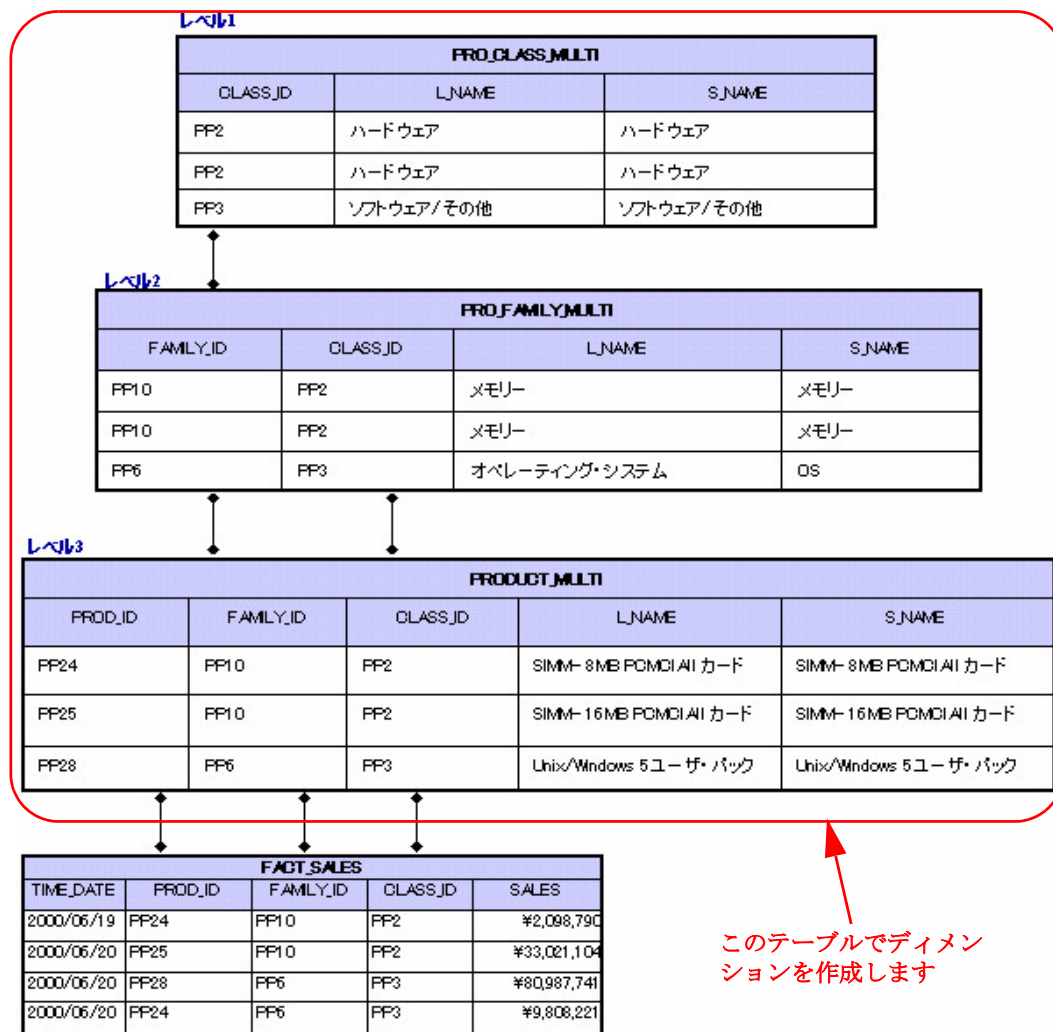 レベル1
PRO_CLASS_MULTI
CLASS_ID L_NAME S_NAME
PP2 ハードウェア ハードウェア
PP2 ハードウェア ハードウェア
PP3 ソフトウェア/その他 ソフトウェア/その他
レベル2
PRO_FAMILY_MULTI
FAMILY_ID CLASS_ID L_NAME S_NAME
PP10 PP2 メモリー メモリー
PP10 PP2 メモリー メモリー
PP6 PP3 オペレーティング・システム OS
レベル3
PRODUCT_MULTI
PROD_ID FAMILY_ID CLASS_ID L_NAME S_NAME
PP24 PP10 PP2 SIMM-8MB PCMCIAII カード SIMM-8MB PCMCIAII カード
PP25 PP10 PP2 SIMM-16MB PCMCIAII カード SIMM-16MB PCMCIAII カード
PP28 PP6 PP3 Unix/Windows 5ユーザ・パック Unix/Windows 5ユーザ・パック
FACT_SALES
TIME_DATE PROD_ID FAMILY_ID CLASS_ID SALES
2000/06/19 PP24 PP10 PP2 ¥2,098,790
2000/06/20 PP25 PP10 PP2 ¥33,021,104
2000/06/20 PP28 PP6 PP3 ¥80,987,741
2000/06/20 PP24 PP6 PP3 ¥9,808,221
このテーブルでディメン
ションを作成します